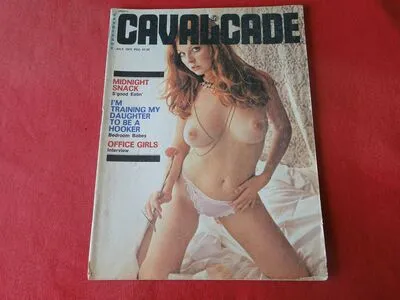 CAVALCADE
MIDNIGHT
SNACK
S'good Eatin'
I'M
TRAINING MY
DAUGHTER
TO BE A
HOOKER
Bedroom Babes
OFFICE GIRLS
Interview